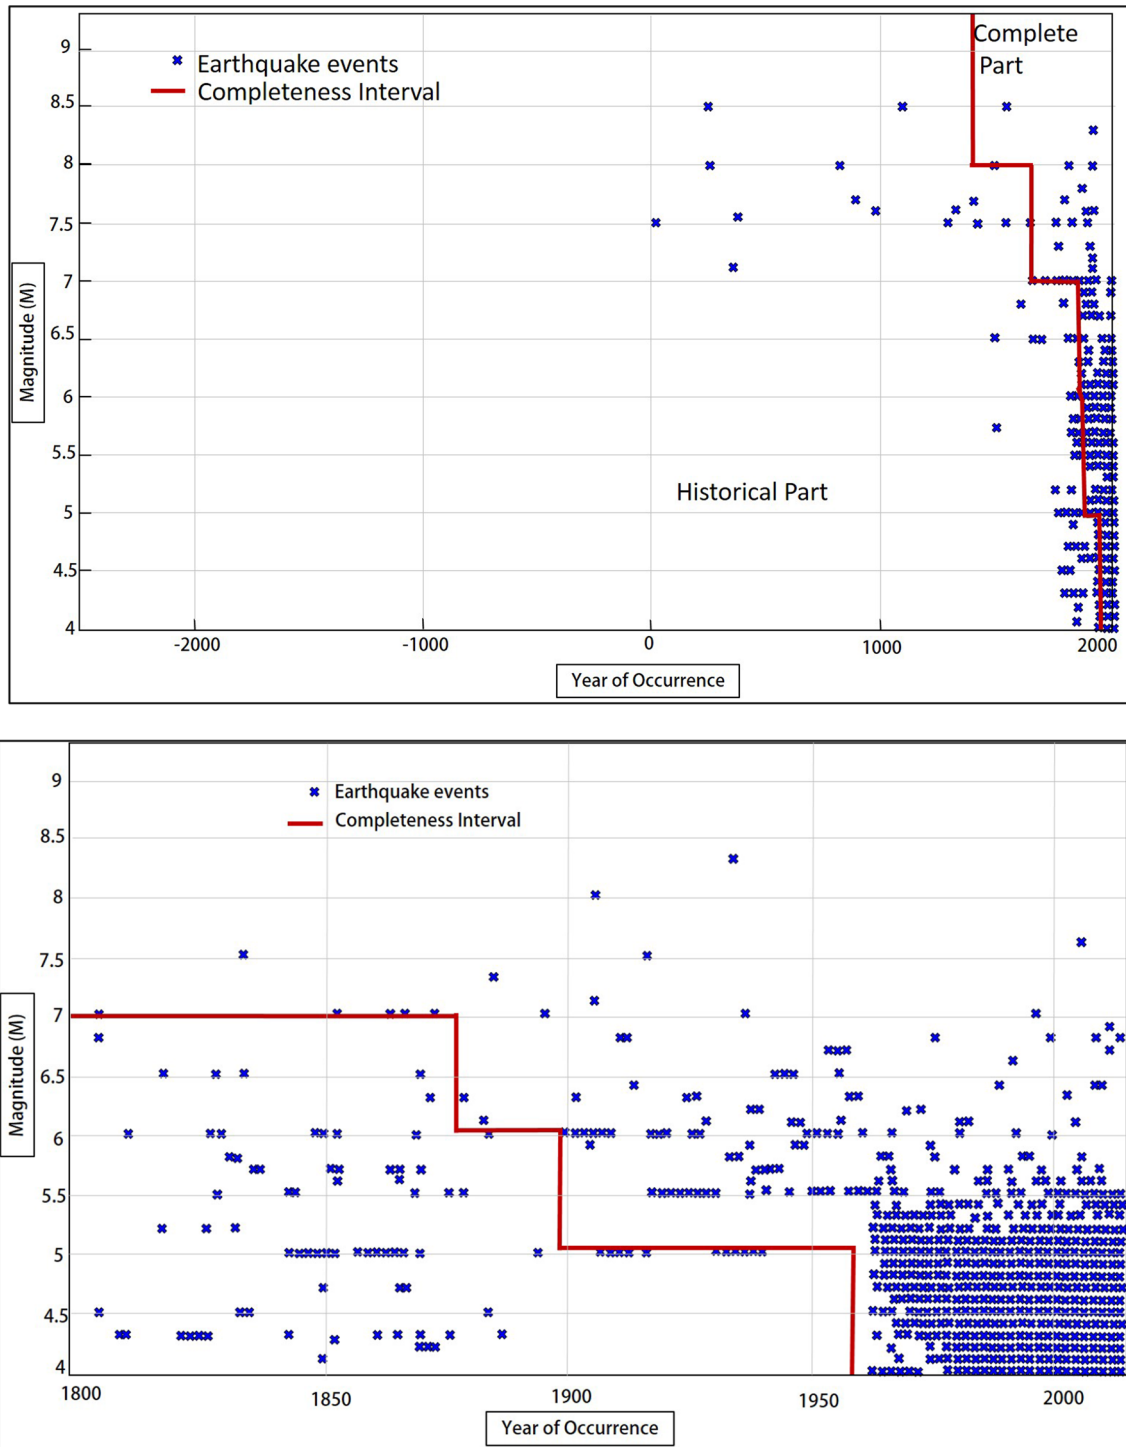 Complete
Part
Earthquake events
Completeness Interval
9
8.5
8
7.5
7
6.5
6
5.5
5
4.5
4
Magnitude (M)
Historical Part
-2000
-1000
0
1000
2000
Year of Occurrence
Earthquake events
Completeness Interval
9
8.5
8
7.5
7
6.5
6
5.5
5
4.5
4
Magnitude (M)
1800
1850
1900
1950
2000
Year of Occurrence